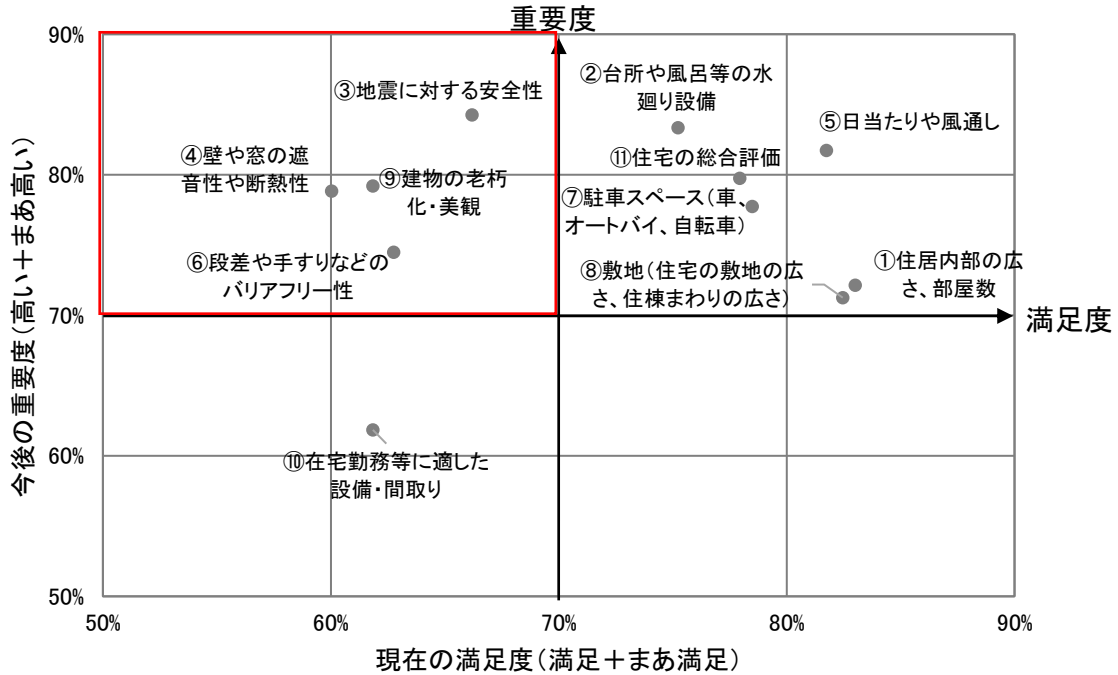 重要度
90%
②台所や風呂等の水
廻り設備
③地震に対する安全性
⑤日当たりや風通し
④壁や窓の遮
音性や断熱性
⑪住宅の総合評価
80%
⑨建物の老朽
化・美観
⑦駐車スペース(車、
オートバイ、自転車)
⑥段差や手すりなどの
バリアフリー性
⑧敷地(住宅の敷地の広
さ、住棟まわりの広さ)
①住居内部の広
さ、部屋数
70%
満足度
今後の重要度(高い+まあ高い)
60%
⑩在宅勤務等に適した
設備・間取り
50%
50%
60%
70%
80%
90%
現在の満足度(満足+まあ満足)